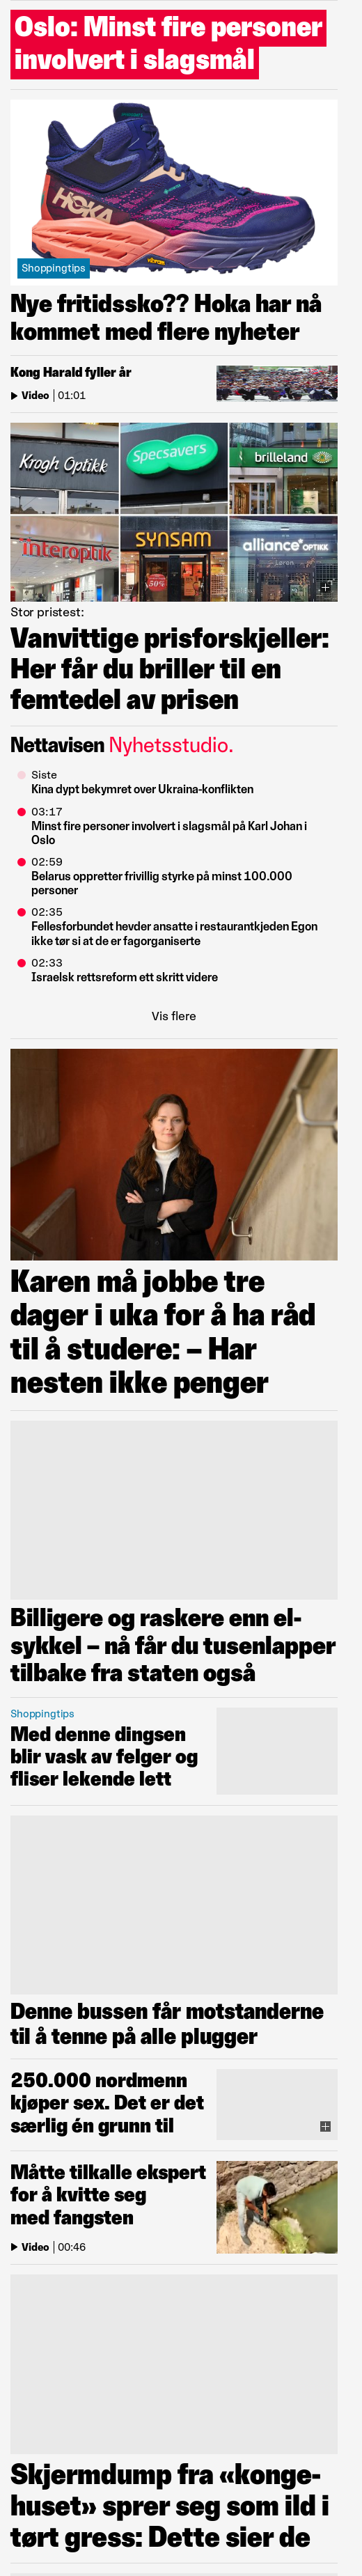 Oslo: Minst fire personer
involvert i slagsmål
HOKA
vibram
Shoppingtips
Nye fritidssko?? Hoka har nå
kommet med flere nyheter
Kong Harald fyller år
Video | 01:01
Krogh Optikk
Specsavers
brilleland
interoptik
SYNSAM
50%
alliance OPTIKK
Løren
Stor pristest:
Vanvittige prisforskjeller:
Her får du briller til en
femtedel av prisen
Nettavisen Nyhetsstudio.
Siste
Kina dypt bekymret over Ukraina-konflikten
03:17
Minst fire personer involvert i slagsmål på Karl Johan i
Oslo
02:59
Belarus oppretter frivillig styrke på minst 100.000
personer
02:35
Fellesforbundet hevder ansatte i restaurantkjeden Egon
ikke tør si at de er fagorganiserte
02:33
Israelsk rettsreform ett skritt videre
Vis flere
Karen må jobbe tre
dager i uka for å ha råd
til å studere: – Har
nesten ikke penger
Billigere og raskere enn el-
sykkel – nå får du tusenlapper
tilbake fra staten også
Shoppingtips
Med denne dingsen
blir vask av felger og
fliser lekende lett
Denne bussen får motstanderne
til å tenne på alle plugger
250.000 nordmenn
kjøper sex. Det er det
særlig én grunn til
Måtte tilkalle ekspert
for å kvitte seg
med fangsten
Video | 00:46
Skjermdump fra «konge-
huset» sprer seg som ild i
tørt gress: Dette sier de